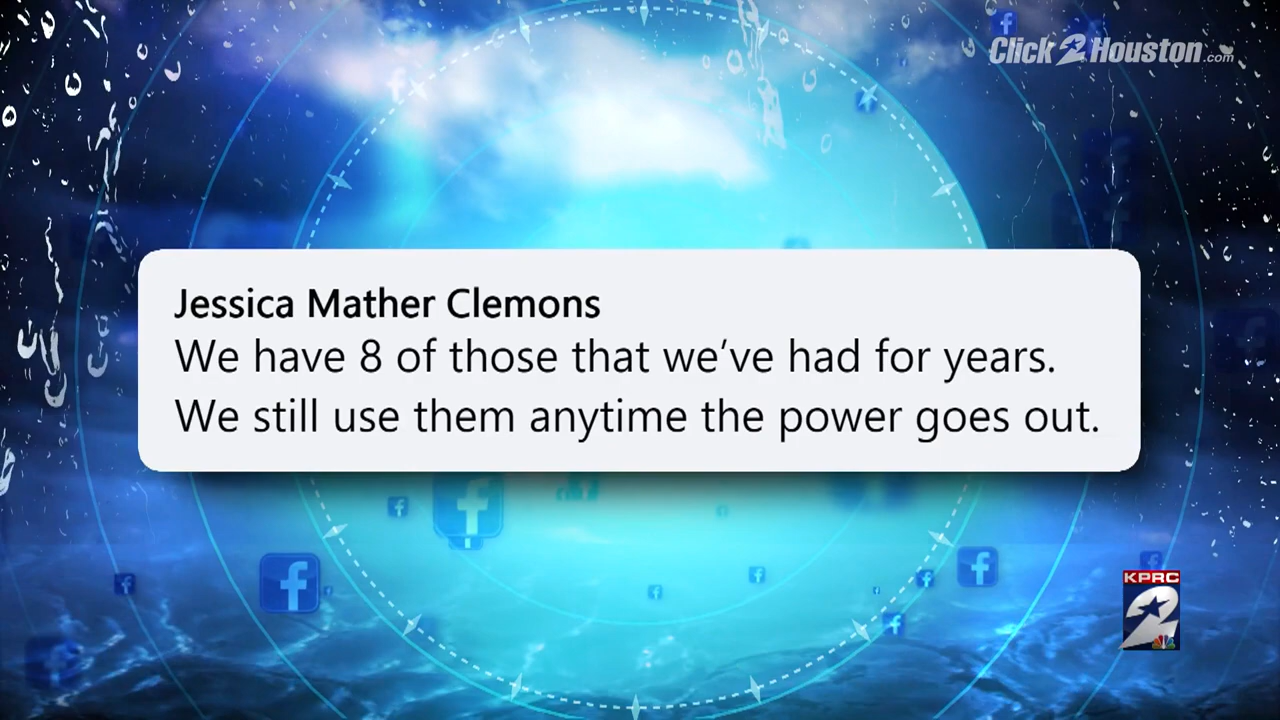 Click2Houston.com
Jessica Mather Clemons
We have 8 of those that we've had for years.
We still use them anytime the power goes out.
KPRC
2